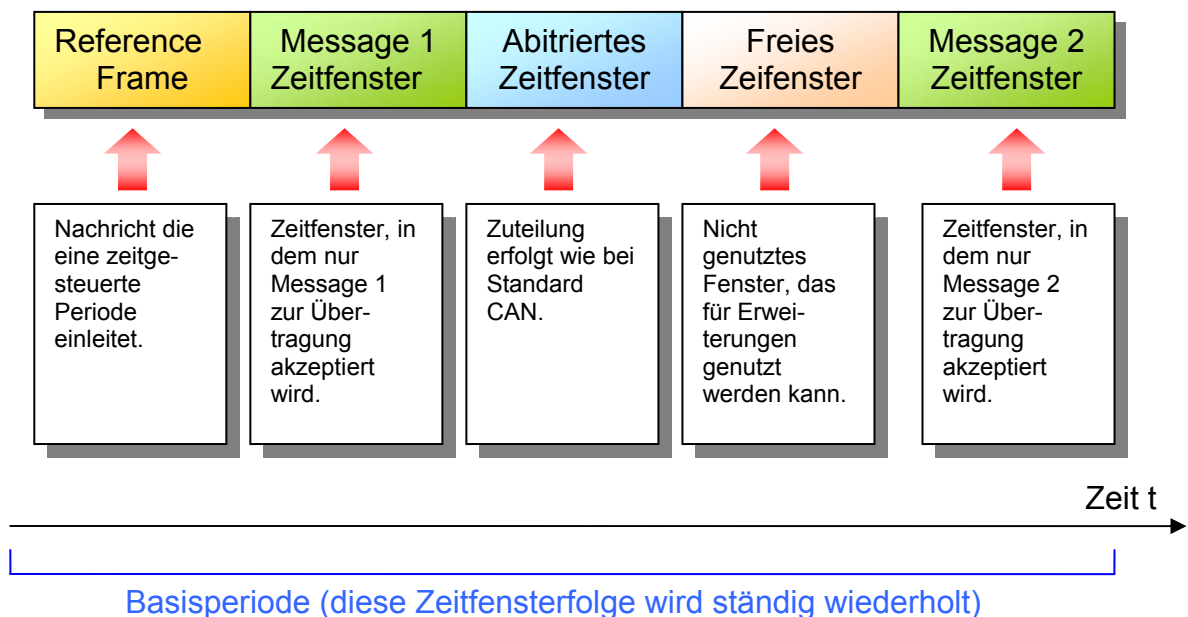 Reference
Frame
Message 1
Zeitfenster
Abitriertes
Zeitfenster
Freies
Zeifenster
Message 2
Zeitfenster
Nachricht die
eine zeitge-
steuerte
Periode
einleitet.
Zeitfenster, in
dem nur
Message 1
zur Über-
tragung
akzeptiert
wird.
Zuteilung
erfolgt wie bei
Standard
CAN.
Nicht
genutztes
Fenster, das
für Erwei-
terungen
genutzt
werden kann.
Zeitfenster, in
dem nur
Message 2
zur Über-
tragung
akzeptiert
wird.
Zeit t
Basisperiode (diese Zeitfensterfolge wird ständig wiederholt)